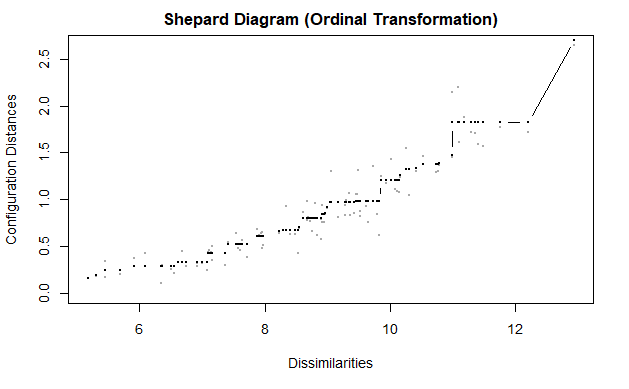 Shepard Diagram (Ordinal Transformation)
Configuration Distances
2.5
2.0
1.5
1.0
0.5
0.0
6 8 10 12
Dissimilarities